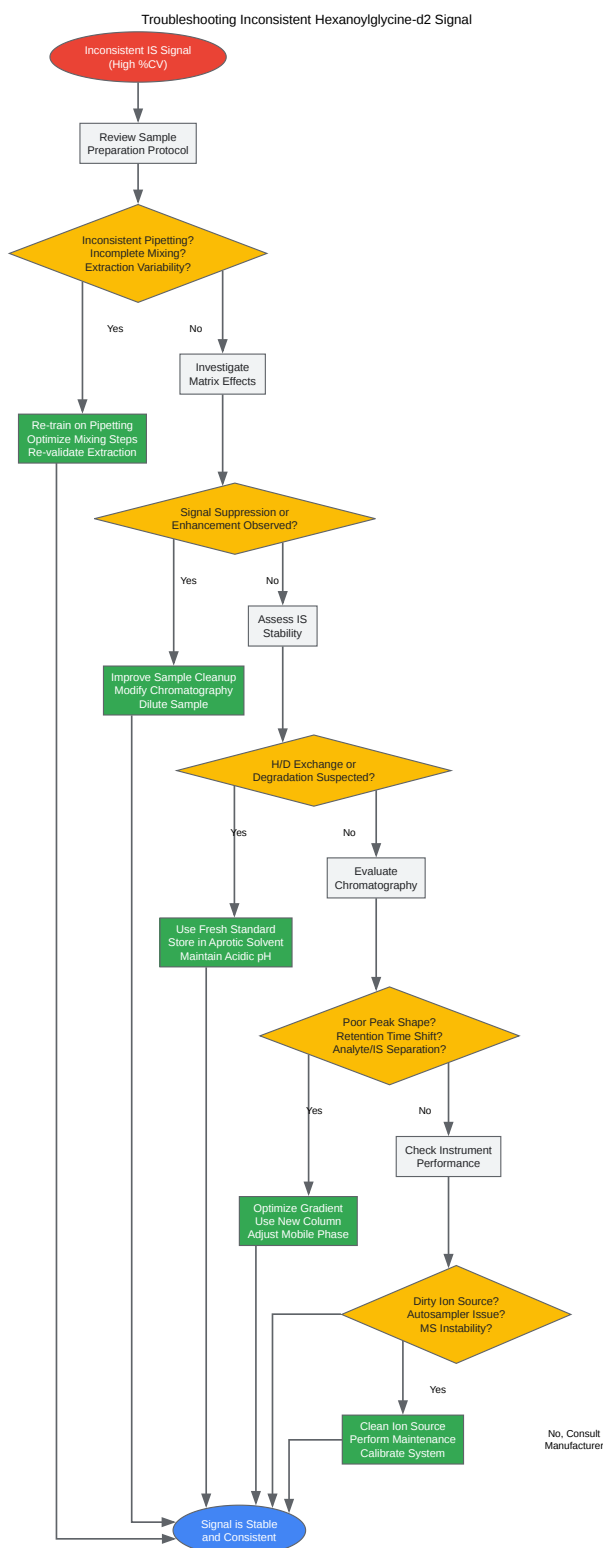 Troubleshooting Inconsistent Hexanoylglycine-d2 Signal
Inconsistent IS Signal
(High %CV)
Review Sample
Preparation Protocol
Inconsistent Pipetting?
Incomplete Mixing?
Extraction Variability?
Yes
No
Investigate
Matrix Effects
Re-train on Pipetting
Optimize Mixing Steps
Re-validate Extraction
Signal Suppression or
Enhancement Observed?
Yes
No
Assess IS
Stability
Improve Sample Cleanup
Modify Chromatography
Dilute Sample
H/D Exchange or
Degradation Suspected?
Yes
No
Evaluate
Chromatography
Use Fresh Standard
Store in Aprotic Solvent
Maintain Acidic pH
Poor Peak Shape?
Retention Time Shift?
Analyte/IS Separation?
Yes
No
Check Instrument
Performance
Optimize Gradient
Use New Column
Adjust Mobile Phase
Dirty Ion Source?
Autosampler Issue?
MS Instability?
Yes
Clean Ion Source
Perform Maintenance
Calibrate System
No, Consult
Manufacturer
Signal is Stable
and Consistent